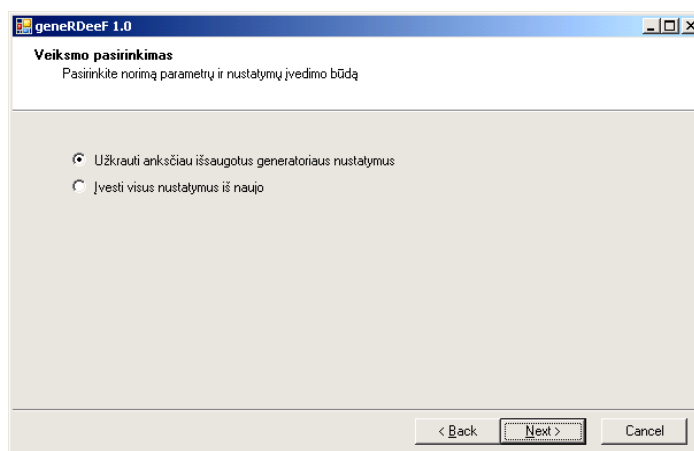 geneRDeeF 1.0
Veiksmo pasirinkimas
Pasirinkite norimą parametrų ir nustatymų įvedimo būdą
Užkrauti anksčiau išsaugotus generatoriaus nustatymus
Įvesti visus nustatymus iš naujo
< Back Next > Cancel